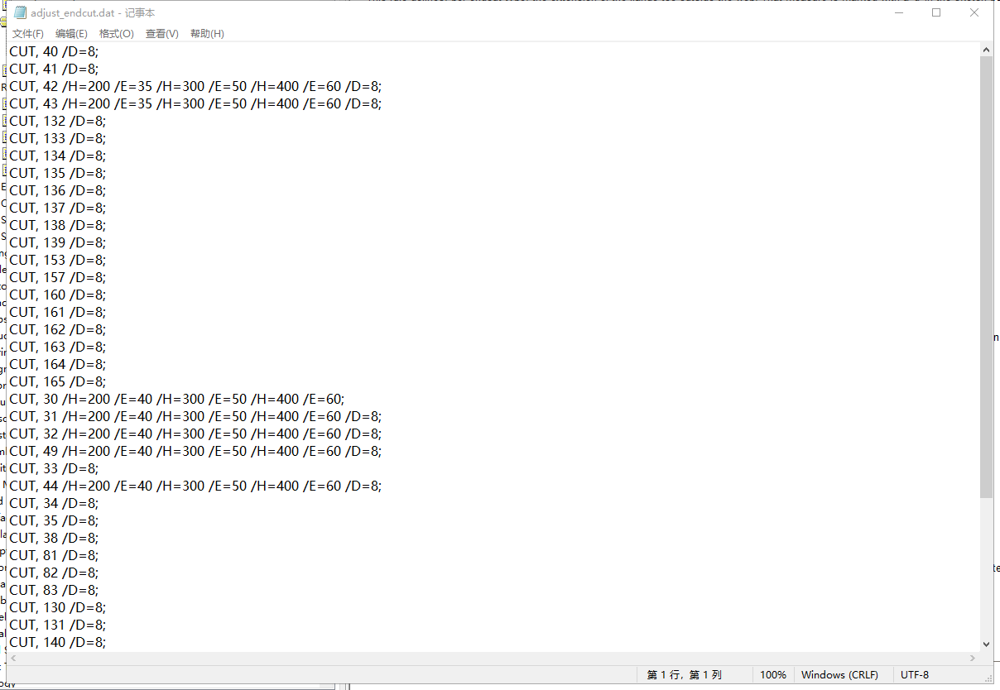 adjust_endcut.dat - 记事本
文件(F) 编辑(E) 格式(O) 查看(V) 帮助(H)
CUT, 40 /D=8;
CUT, 41 /D=8;
CUT, 42 /H=200 /E=35 /H=300 /E=50 /H=400 /E=60 /D=8;
CUT, 43 /H=200 /E=35 /H=300 /E=50 /H=400 /E=60 /D=8;
CUT, 132 /D=8;
CUT, 133 /D=8;
CUT, 134 /D=8;
CUT, 135 /D=8;
CUT, 136 /D=8;
CUT, 137 /D=8;
CUT, 138 /D=8;
CUT, 139 /D=8;
CUT, 153 /D=8;
CUT, 157 /D=8;
CUT, 160 /D=8;
CUT, 161 /D=8;
CUT, 162 /D=8;
CUT, 163 /D=8;
CUT, 164 /D=8;
CUT, 165 /D=8;
CUT, 30 /H=200 /E=40 /H=300 /E=50 /H=400 /E=60;
CUT, 31 /H=200 /E=40 /H=300 /E=50 /H=400 /E=60 /D=8;
CUT, 32 /H=200 /E=40 /H=300 /E=50 /H=400 /E=60 /D=8;
CUT, 49 /H=200 /E=40 /H=300 /E=50 /H=400 /E=60 /D=8;
CUT, 33 /D=8;
CUT, 44 /H=200 /E=40 /H=300 /E=50 /H=400 /E=60 /D=8;
CUT, 34 /D=8;
CUT, 35 /D=8;
CUT, 38 /D=8;
CUT, 81 /D=8;
CUT, 82 /D=8;
CUT, 83 /D=8;
CUT, 130 /D=8;
CUT, 131 /D=8;
CUT, 140 /D=8;
第 1 行，第 1 列 100% Windows (CRLF) UTF-8